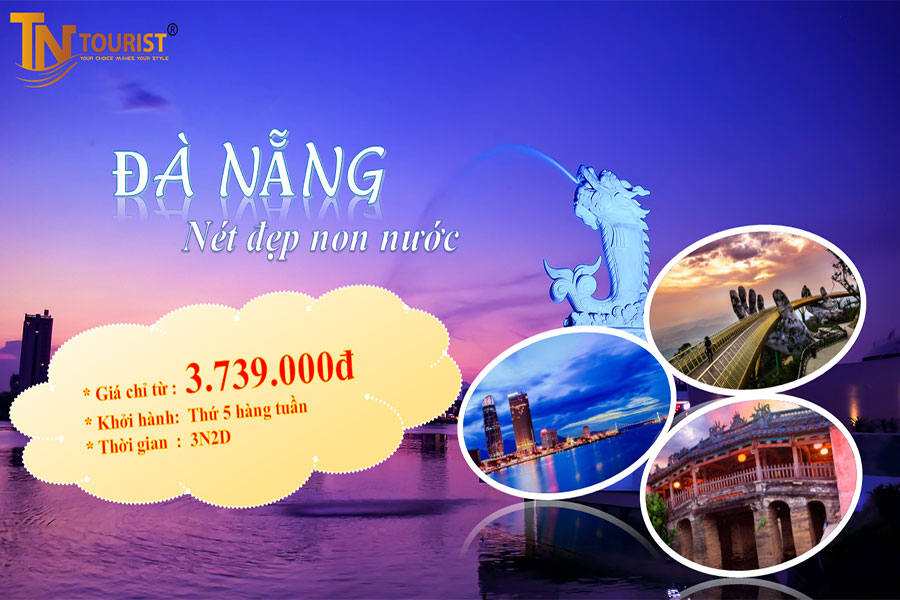 TN TOURIST®
YOUR CHOICE MAKES YOUR STYLE
ĐÀ NẴNG
Nét đẹp non nước
* Giá chỉ từ : 3.739.000đ
* Khởi hành: Thứ 5 hàng tuần
* Thời gian : 3N2D